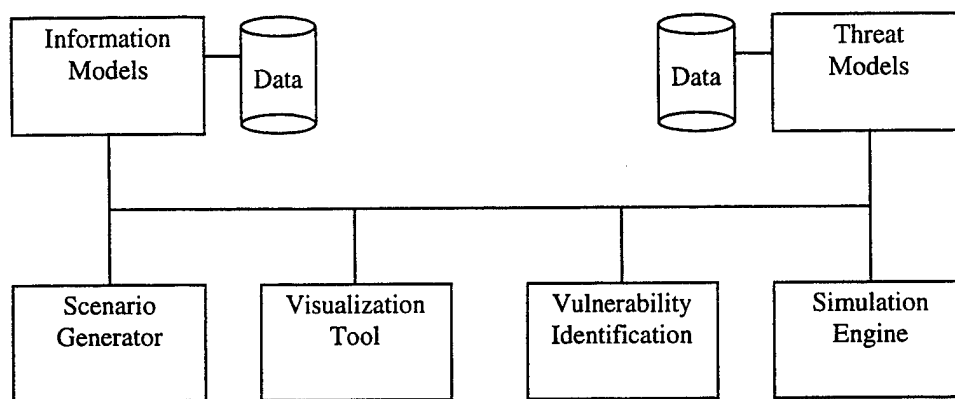 Information
Models
Data
Data
Threat
Models
Scenario
Generator
Visualization
Tool
Vulnerability
Identification
Simulation
Engine